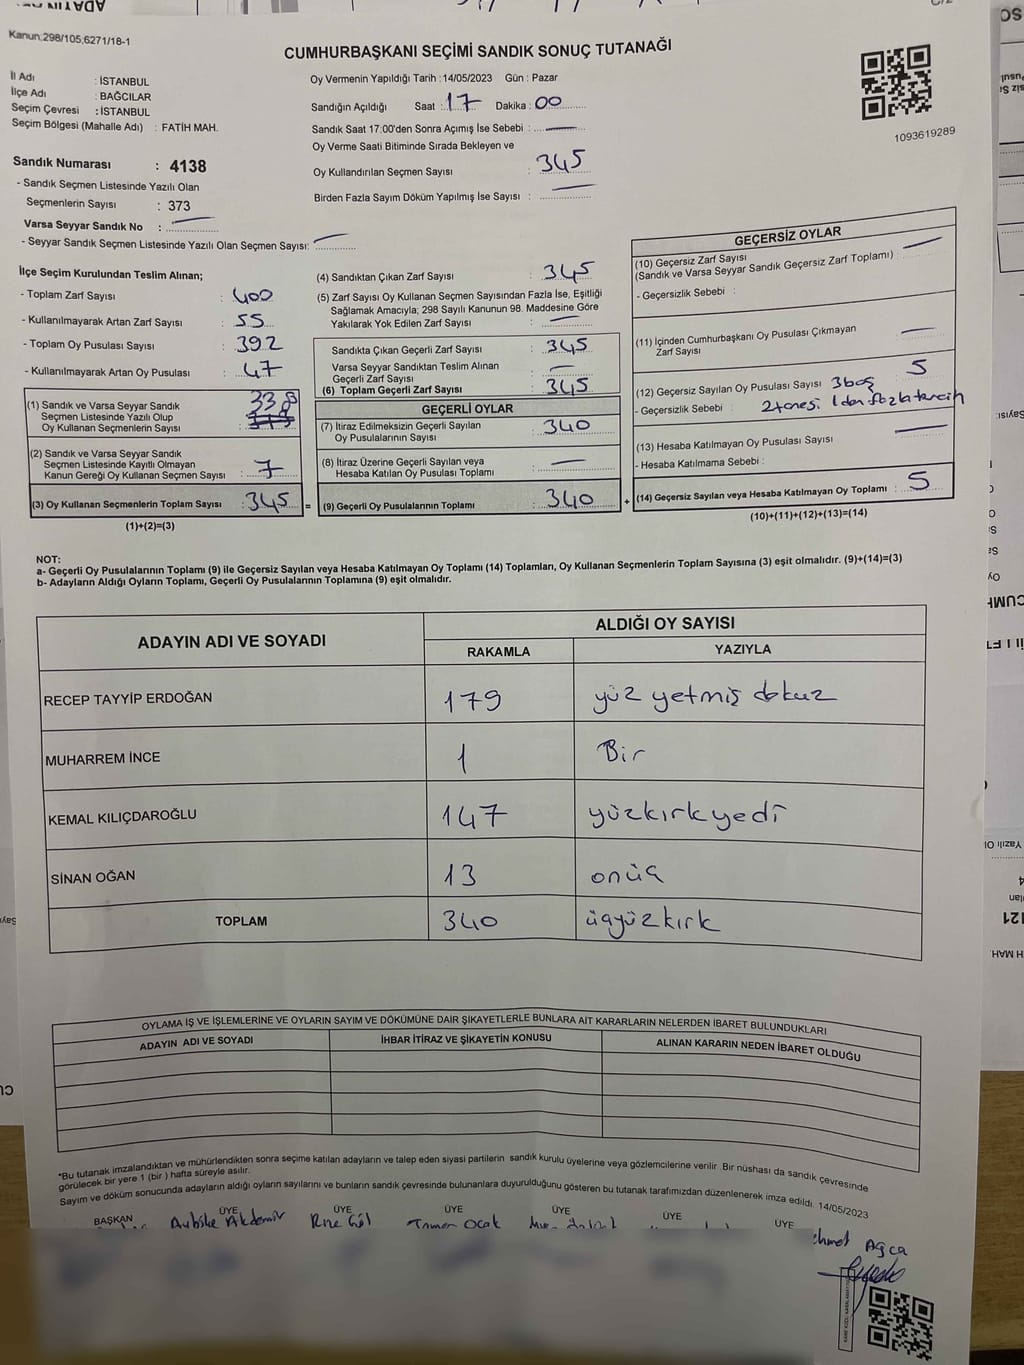 Kanun:298/105,6271/18-1
CUMHURBAŞKANI SEÇİMİ SANDIK SONUÇ TUTANAĞI
İl Adı : İSTANBUL
İlçe Adı : BAĞCILAR
Seçim Çevresi : İSTANBUL
Seçim Bölgesi (Mahalle Adı) : FATİH MAH.
Oy Vermenin Yapıldığı Tarih :14/05/2023 Gün : Pazar
Sandığın Açıldığı Saat : 17 Dakika : 00
Sandık Saat 17:00'den Sonra Açımış İse Sebebi :
Oy Verme Saati Bitiminde Sırada Bekleyen ve
Oy Kullandırılan Seçmen Sayısı : 345
Birden Fazla Sayım Döküm Yapılmış İse Sayısı :
1093619289
Sandık Numarası : 4138
- Sandık Seçmen Listesinde Yazılı Olan
Seçmenlerin Sayısı : 373
Varsa Seyyar Sandık No :
- Seyyar Sandık Seçmen Listesinde Yazılı Olan Seçmen Sayısı:
İlçe Seçim Kurulundan Teslim Alınan;
- Toplam Zarf Sayısı : 400
- Kullanılmayarak Artan Zarf Sayısı : 55
- Toplam Oy Pusulası Sayısı : 392
- Kullanılmayarak Artan Oy Pusulası : 47
(1) Sandık ve Varsa Seyyar Sandık
Seçmen Listesinde Yazılı Olup
Oy Kullanan Seçmenlerin Sayısı : 338
(2) Sandık ve Varsa Seyyar Sandık
Seçmen Listesinde Kayıtlı Olmayan
Kanun Gereği Oy Kullanan Seçmen Sayısı : 7
(3) Oy Kullanan Seçmenlerin Toplam Sayısı : 345 =
(1)+(2)=(3)
(4) Sandıktan Çıkan Zarf Sayısı : 345
(5) Zarf Sayısı Oy Kullanan Seçmen Sayısından Fazla İse, Eşitliği
Sağlamak Amacıyla; 298 Sayılı Kanunun 98. Maddesine Göre
Yakılarak Yok Edilen Zarf Sayısı :
Sandıkta Çıkan Geçerli Zarf Sayısı : 345
Varsa Seyyar Sandıktan Teslim Alınan
Geçerli Zarf Sayısı :
(6) Toplam Geçerli Zarf Sayısı : 345
GEÇERLİ OYLAR
(7) İtiraz Edilmeksizin Geçerli Sayılan
Oy Pusulalarının Sayısı : 340
(8) İtiraz Üzerine Geçerli Sayılan veya
Hesaba Katılan Oy Pusulası Toplamı :
(9) Geçerli Oy Pusulalarının Toplamı : 340 +
GEÇERSİZ OYLAR
(10) Geçersiz Zarf Sayısı
(Sandık ve Varsa Seyyar Sandık Geçersiz Zarf Toplamı) :
- Geçersizlik Sebebi :
(11) İçinden Cumhurbaşkanı Oy Pusulası Çıkmayan
Zarf Sayısı :
(12) Geçersiz Sayılan Oy Pusulası Sayısı : 3 boş 5
- Geçersizlik Sebebi : 2 tanesi 1 den fazla tercih
(13) Hesaba Katılmayan Oy Pusulası Sayısı :
- Hesaba Katılmama Sebebi :
(14) Geçersiz Sayılan veya Hesaba Katılmayan Oy Toplamı : 5
(10)+(11)+(12)+(13)=(14)
NOT:
a- Geçerli Oy Pusulalarının Toplamı (9) ile Geçersiz Sayılan veya Hesaba Katılmayan Oy Toplamı (14) Toplamları, Oy Kullanan Seçmenlerin Toplam Sayısına (3) eşit olmalıdır. (9)+(14)=(3)
b- Adayların Aldığı Oyların Toplamı, Geçerli Oy Pusulalarının Toplamına (9) eşit olmalıdır.
ADAYIN ADI VE SOYADI
ALDIĞI OY SAYISI
RAKAMLA YAZIYLA
RECEP TAYYİP ERDOĞAN 179 yüz yetmiş dokuz
MUHARREM İNCE 1 Bir
KEMAL KILIÇDAROĞLU 147 yüzkırkyedi
SİNAN OĞAN 13 onüç
TOPLAM 340 üçyüzkırk
OYLAMA İŞ VE İŞLEMLERİNE VE OYLARIN SAYIM VE DÖKÜMÜNE DAİR ŞİKAYETLERLE BUNLARA AİT KARARLARIN NELERDEN İBARET BULUNDUKLARI
ADAYIN ADI VE SOYADI İHBAR İTİRAZ VE ŞİKAYETİN KONUSU ALINAN KARARIN NEDEN İBARET OLDUĞU
*Bu tutanak imzalandıktan ve mühürlendikten sonra seçime katılan adayların ve talep eden siyasi partilerin sandık kurulu üyelerine veya gözlemcilerine verilir. Bir nüshası da sandık çevresinde
görülecek bir yere 1 (bir ) hafta süreyle asılır.
Sayım ve döküm sonucunda adayların aldığı oyların sayılarını ve bunların sandık çevresinde bulunanlara duyurulduğunu gösteren bu tutanak tarafımızdan düzenlenerek imza edildi. 14/05/2023
BAŞKAN ÜYE ÜYE ÜYE ÜYE ÜYE ÜYE
Aybike Akdemir Gül Ocak Ağca